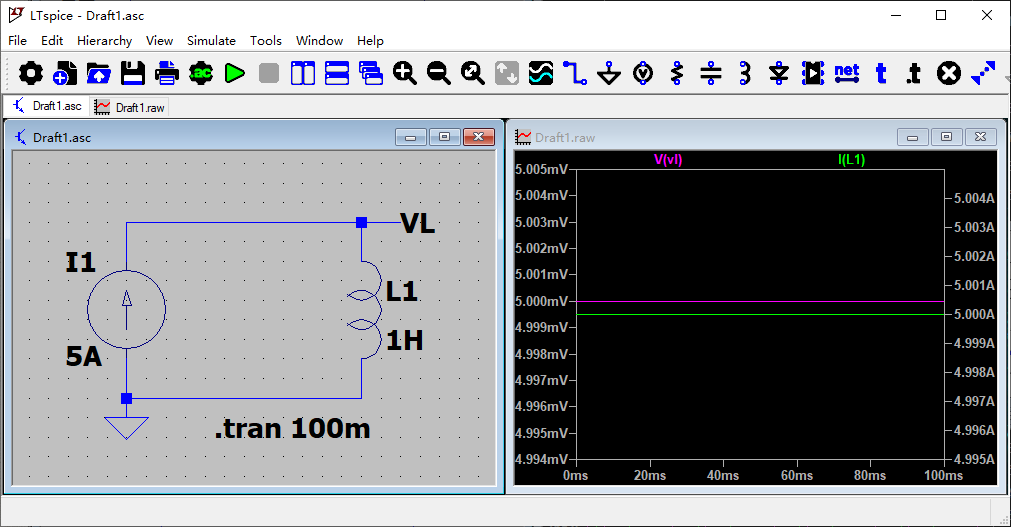 LTspice - Draft1.asc
File Edit Hierarchy View Simulate Tools Window Help
.ac
net
t
.t
Draft1.asc
Draft1.raw
Draft1.asc
VL
I1
5A
L1
1H
.tran 100m
Draft1.raw
V(vl) I(L1)
5.005mV
5.004mV
5.003mV
5.002mV
5.001mV
5.000mV
4.999mV
4.998mV
4.997mV
4.996mV
4.995mV
4.994mV
5.004A
5.003A
5.002A
5.001A
5.000A
4.999A
4.998A
4.997A
4.996A
4.995A
0ms 20ms 40ms 60ms 80ms 100ms